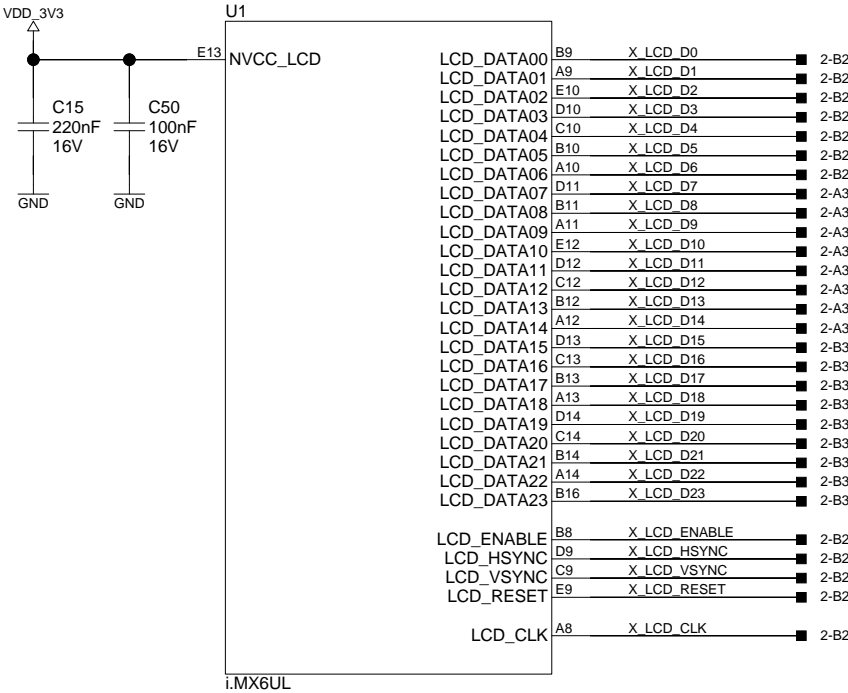 VDD_3V3
U1
E13 NVCC_LCD
C15
220nF
16V
C50
100nF
16V
GND
GND
LCD_DATA00 B9 X_LCD_D0 2-B2
LCD_DATA01 A9 X_LCD_D1 2-B2
LCD_DATA02 E10 X_LCD_D2 2-B2
LCD_DATA03 D10 X_LCD_D3 2-B2
LCD_DATA04 C10 X_LCD_D4 2-B2
LCD_DATA05 B10 X_LCD_D5 2-B2
LCD_DATA06 A10 X_LCD_D6 2-B2
LCD_DATA07 D11 X_LCD_D7 2-A3
LCD_DATA08 B11 X_LCD_D8 2-A3
LCD_DATA09 A11 X_LCD_D9 2-A3
LCD_DATA10 E12 X_LCD_D10 2-A3
LCD_DATA11 D12 X_LCD_D11 2-A3
LCD_DATA12 C12 X_LCD_D12 2-A3
LCD_DATA13 B12 X_LCD_D13 2-A3
LCD_DATA14 A12 X_LCD_D14 2-A3
LCD_DATA15 D13 X_LCD_D15 2-B3
LCD_DATA16 C13 X_LCD_D16 2-B3
LCD_DATA17 B13 X_LCD_D17 2-B3
LCD_DATA18 A13 X_LCD_D18 2-B3
LCD_DATA19 D14 X_LCD_D19 2-B3
LCD_DATA20 C14 X_LCD_D20 2-B3
LCD_DATA21 B14 X_LCD_D21 2-B3
LCD_DATA22 A14 X_LCD_D22 2-B3
LCD_DATA23 B16 X_LCD_D23 2-B3
LCD_ENABLE B8 X_LCD_ENABLE 2-B2
LCD_HSYNC D9 X_LCD_HSYNC 2-B2
LCD_VSYNC C9 X_LCD_VSYNC 2-B2
LCD_RESET E9 X_LCD_RESET 2-B2
LCD_CLK A8 X_LCD_CLK 2-B2
i.MX6UL